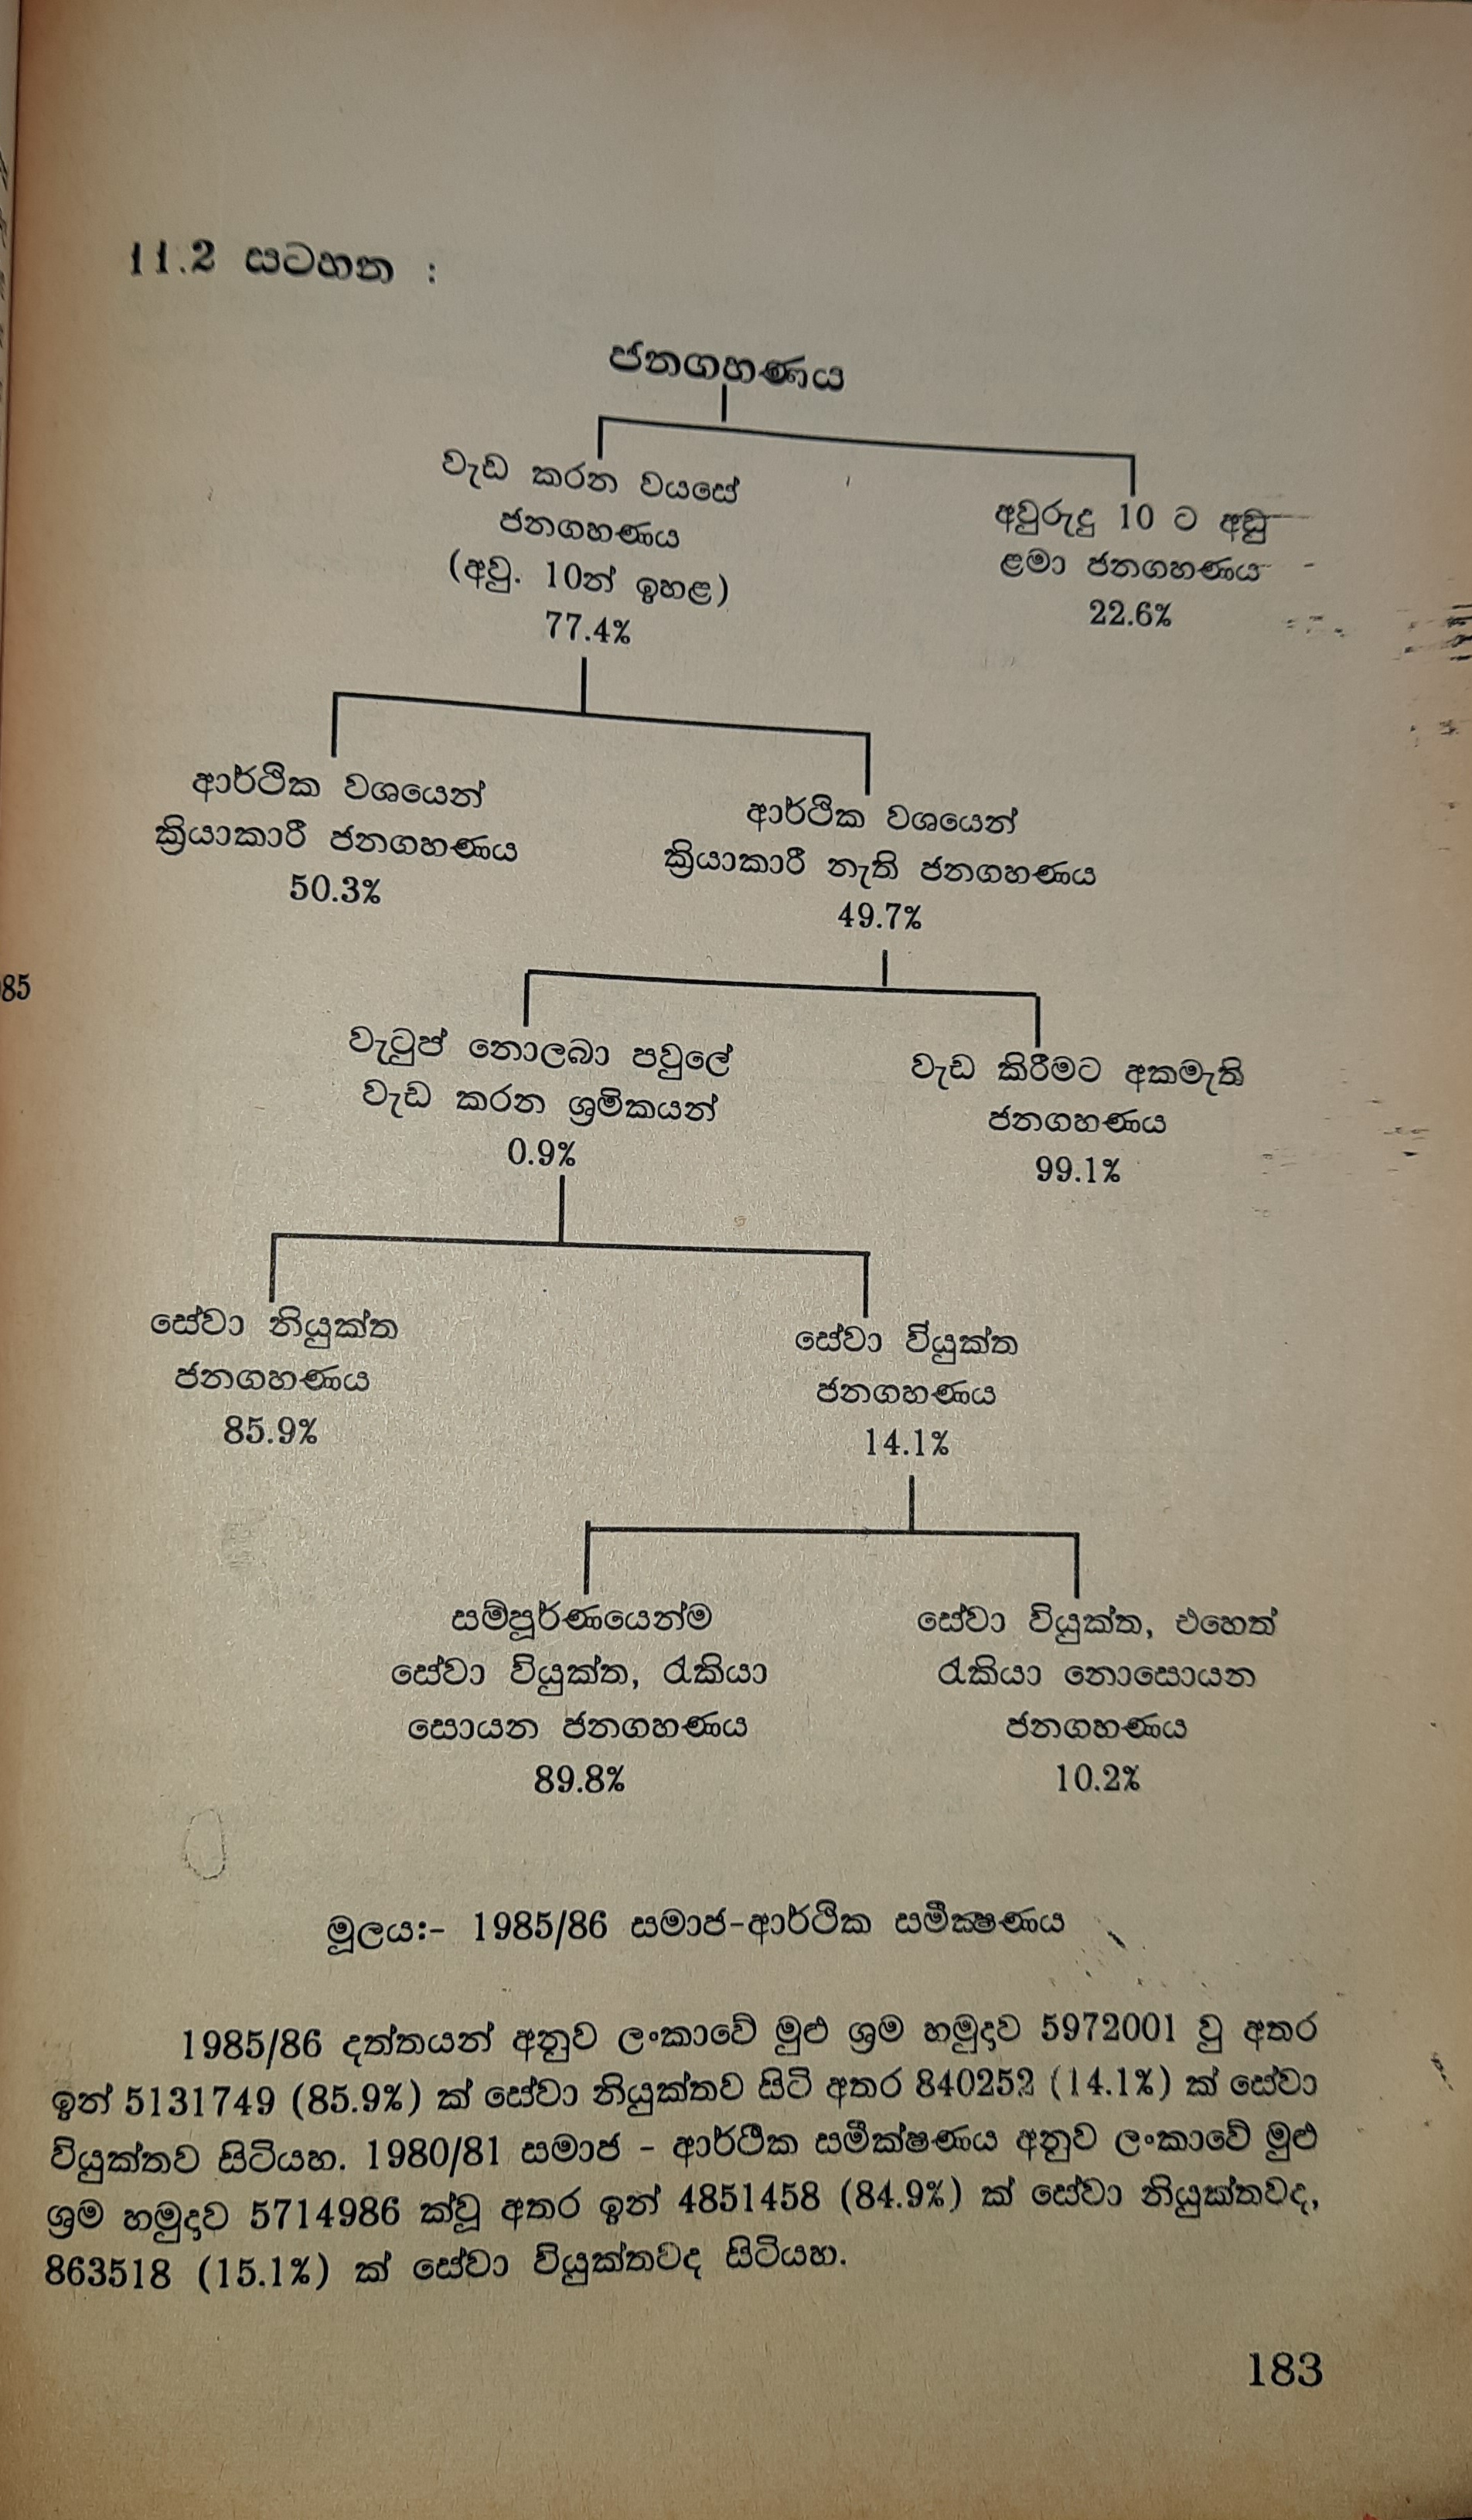 11.2 සටහන :
ජනගහණය
වැඩ කරන වයසේ
ජනගහණය
(අවු. 10න් ඉහළ)
77.4%
අවුරුදු 10 ට අඩු
ළමා ජනගහණය
22.6%
ආර්ථික වශයෙන්
ක්‍රියාකාරී ජනගහණය
50.3%
ආර්ථික වශයෙන්
ක්‍රියාකාරී නැති ජනගහණය
49.7%
85
වැටුප් නොලබා පවුලේ
වැඩ කරන ශ්‍රමිකයන්
0.9%
වැඩ කිරීමට අකමැති
ජනගහණය
99.1%
සේවා නියුක්ත
ජනගහණය
85.9%
සේවා වියුක්ත
ජනගහණය
14.1%
සම්පූර්ණයෙන්ම
සේවා වියුක්ත, රැකියා
සොයන ජනගහණය
89.8%
සේවා වියුක්ත, එහෙත්
රැකියා නොසොයන
ජනගහණය
10.2%
මූලය:- 1985/86 සමාජ-ආර්ථික සමීක්ෂණය
1985/86 දත්තයන් අනුව ලංකාවේ මුළු ශ්‍රම හමුදාව 5972001 වු අතර
ඉන් 5131749 (85.9%) ක් සේවා නියුක්තව සිටි අතර 840252 (14.1%) ක් සේවා
වියුක්තව සිටියහ. 1980/81 සමාජ - ආර්ථික සමීක්ෂණය අනුව ලංකාවේ මුළු
ශ්‍රම හමුදාව 5714986 ක්වූ අතර ඉන් 4851458 (84.9%) ක් සේවා නියුක්තවද,
863518 (15.1%) ක් සේවා වියුක්තවද සිටියහ.
183